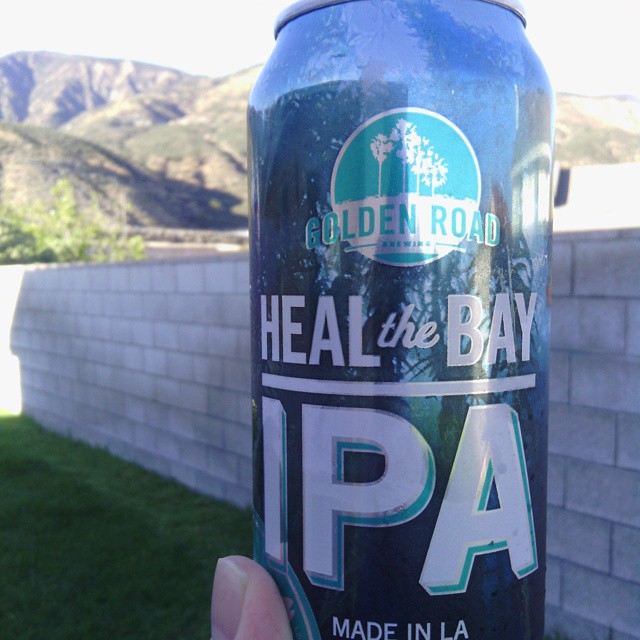 GOLDEN ROAD
BREWING
HEAL the BAY
IPA
MADE IN LA